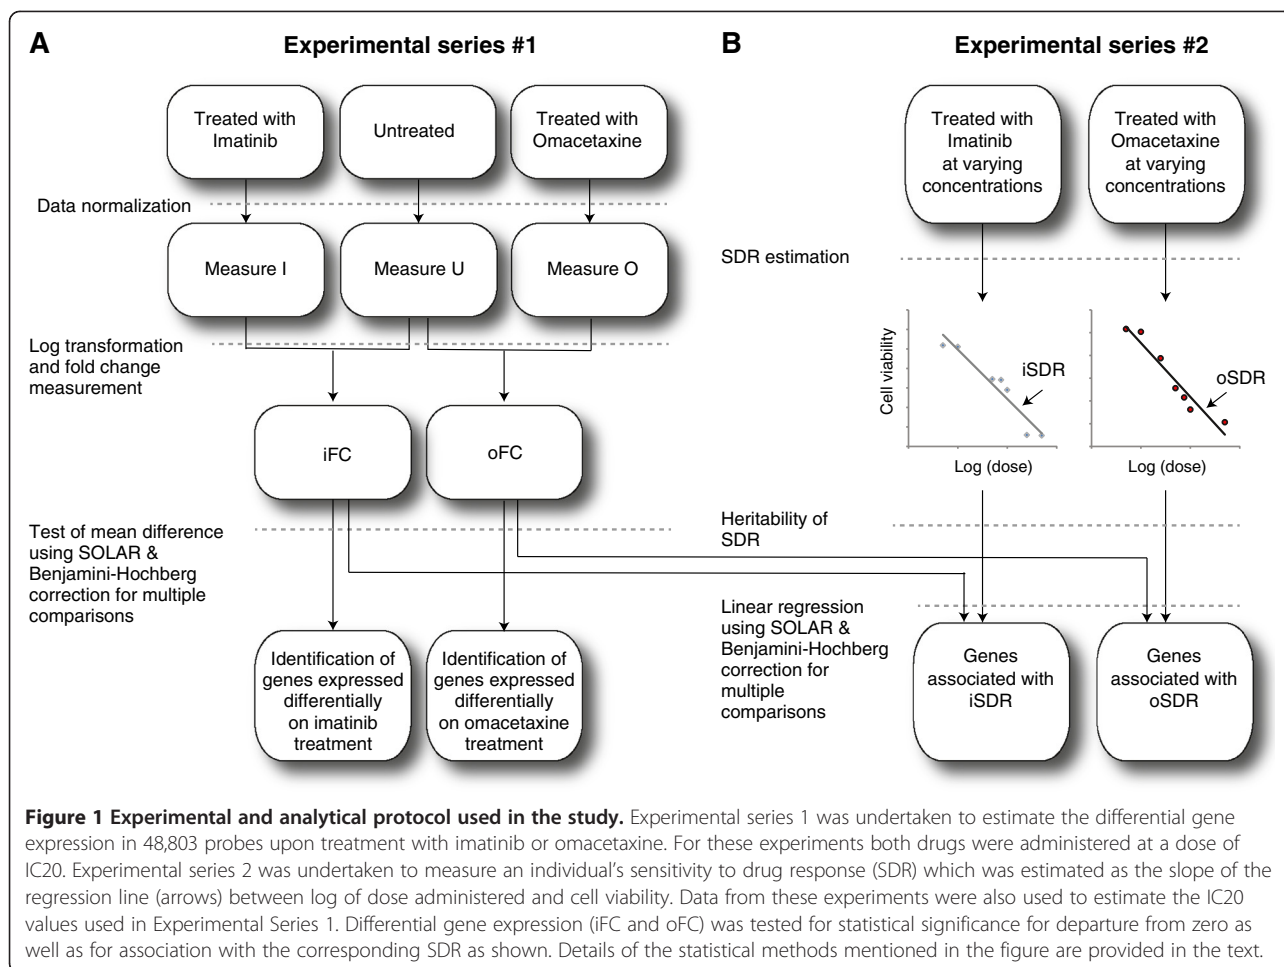 A
Experimental series #1
Treated with
Imatinib
Untreated
Treated with
Omacetaxine
Data normalization
Measure I
Measure U
Measure O
Log transformation
and fold change
measurement
iFC
oFC
Test of mean difference
using SOLAR &
Benjamini-Hochberg
correction for multiple
comparisons
Identification of
genes expressed
differentially
on imatinib
treatment
Identification of
genes expressed
differentially
on omacetaxine
treatment
B
Experimental series #2
Treated with
Imatinib
at varying
concentrations
Treated with
Omacetaxine
at varying
concentrations
SDR estimation
Cell viability
iSDR
Log (dose)
oSDR
Log (dose)
Heritability of
SDR
Linear regression
using SOLAR &
Benjamini-Hochberg
correction for
multiple
comparisons
Genes
associated with
iSDR
Genes
associated with
oSDR
Figure 1 Experimental and analytical protocol used in the study. Experimental series 1 was undertaken to estimate the differential gene
expression in 48,803 probes upon treatment with imatinib or omacetaxine. For these experiments both drugs were administered at a dose of
IC20. Experimental series 2 was undertaken to measure an individual's sensitivity to drug response (SDR) which was estimated as the slope of the
regression line (arrows) between log of dose administered and cell viability. Data from these experiments were also used to estimate the IC20
values used in Experimental Series 1. Differential gene expression (iFC and oFC) was tested for statistical significance for departure from zero as
well as for association with the corresponding SDR as shown. Details of the statistical methods mentioned in the figure are provided in the text.